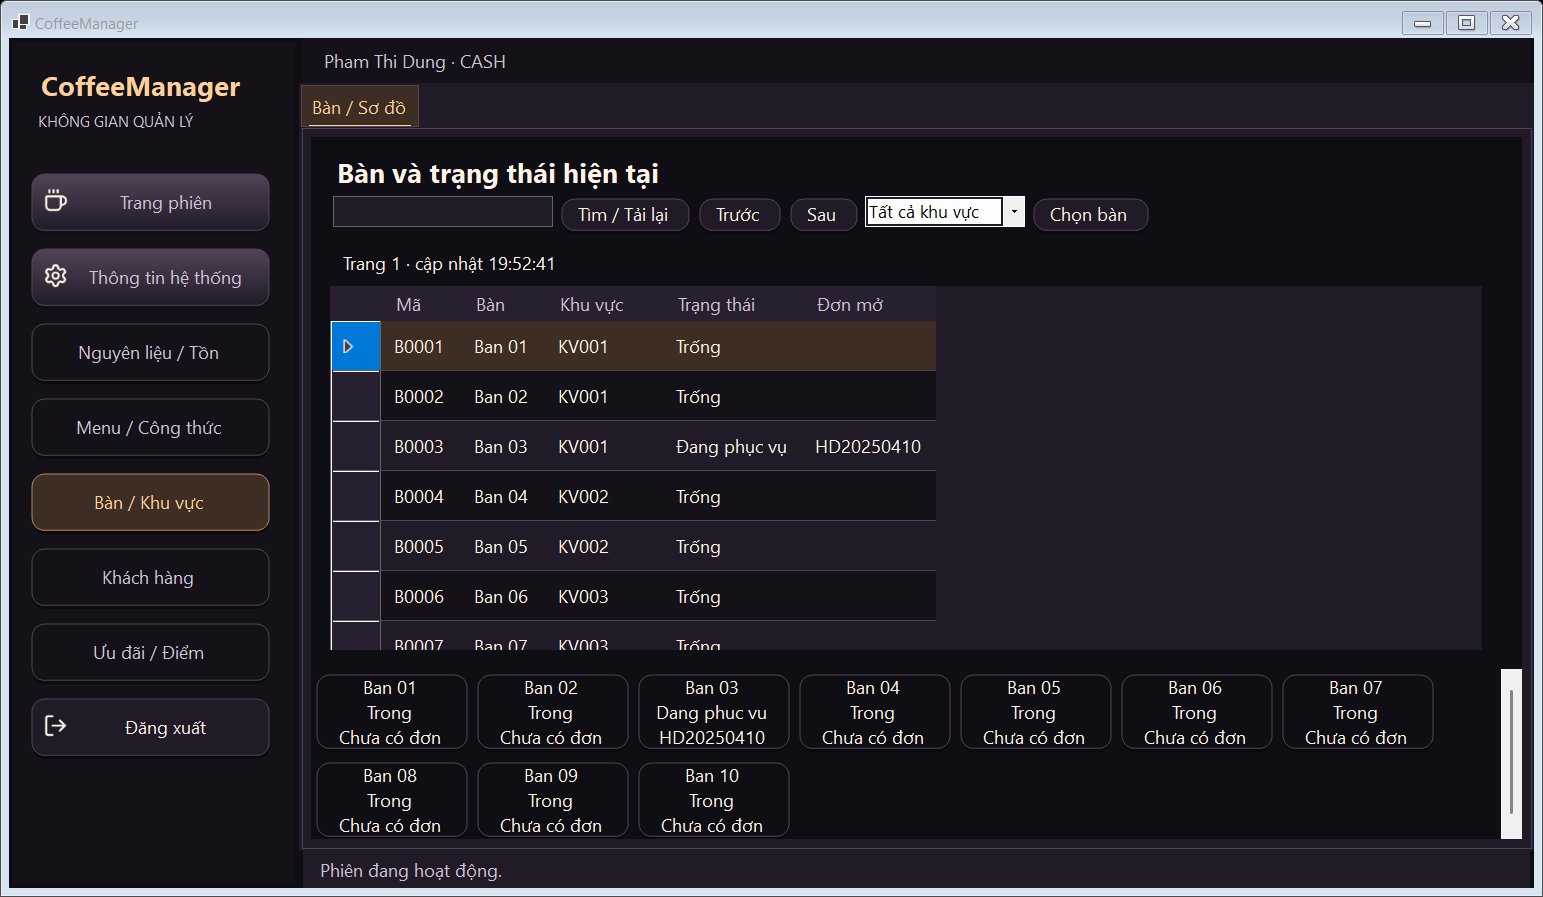 CoffeeManager
CoffeeManager
KHÔNG GIAN QUẢN LÝ
Trang phiên
Thông tin hệ thống
Nguyên liệu / Tồn
Menu / Công thức
Bàn / Khu vực
Khách hàng
Ưu đãi / Điểm
Đăng xuất
Pham Thi Dung · CASH
Bàn / Sơ đồ
Bàn và trạng thái hiện tại
Tìm / Tải lại Trước Sau Tất cả khu vực Chọn bàn
Trang 1 · cập nhật 19:52:41
Mã Bàn Khu vực Trạng thái Đơn mở
B0001 Ban 01 KV001 Trống
B0002 Ban 02 KV001 Trống
B0003 Ban 03 KV001 Đang phục vụ HD20250410
B0004 Ban 04 KV002 Trống
B0005 Ban 05 KV002 Trống
B0006 Ban 06 KV003 Trống
B0007 Ban 07 KV003 Trống
Ban 01
Trong
Chưa có đơn
Ban 02
Trong
Chưa có đơn
Ban 03
Dang phuc vu
HD20250410
Ban 04
Trong
Chưa có đơn
Ban 05
Trong
Chưa có đơn
Ban 06
Trong
Chưa có đơn
Ban 07
Trong
Chưa có đơn
Ban 08
Trong
Chưa có đơn
Ban 09
Trong
Chưa có đơn
Ban 10
Trong
Chưa có đơn
Phiên đang hoạt động.